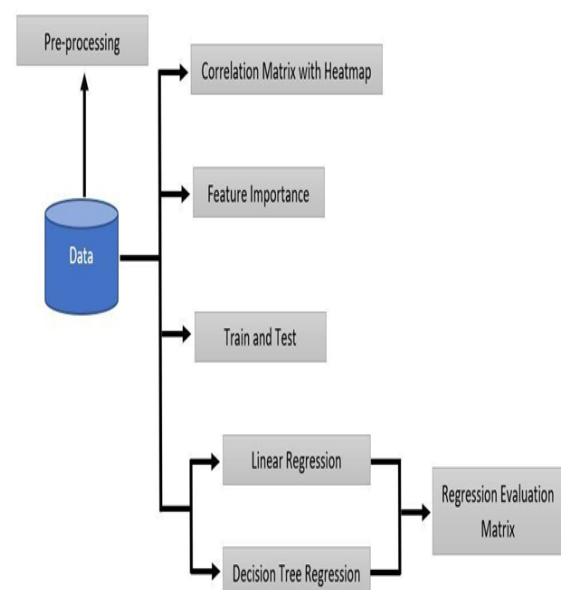 Pre-processing
Correlation Matrix with Heatmap
Feature Importance
Data
Train and Test
Linear Regression
Regression Evaluation
Matrix
Decision Tree Regression